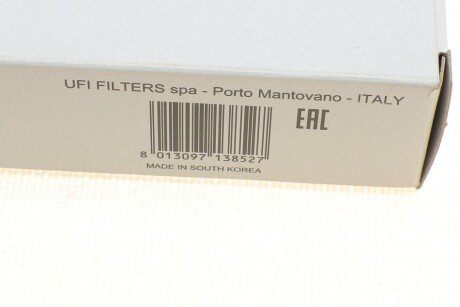 UFI FILTERS spa - Porto Mantovano - ITALY
EAC
8 013097 138527
MADE IN SOUTH KOREA